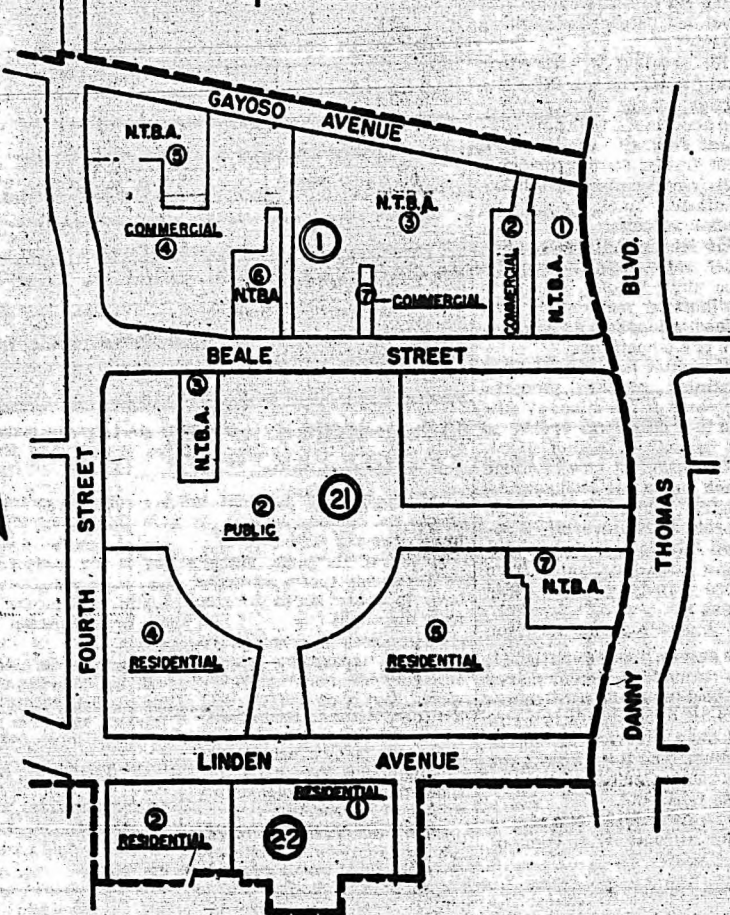 GAYOSO AVENUE
N.T.B.A.
5
COMMERCIAL
4
6
N.T.BA
1
N.T.B.A.
3
7
COMMERCIAL
2
COMMERCIAL
1
N.T.B.A.
BLVD.
BEALE STREET
N.T.B.A.
2
PUBLIC
21
FOURTH STREET
THOMAS
7
N.T.B.A.
4
RESIDENTIAL
RESIDENTIAL
DANNY
LINDEN AVENUE
2
RESIDENTIAL
22
RESIDENTIAL
1